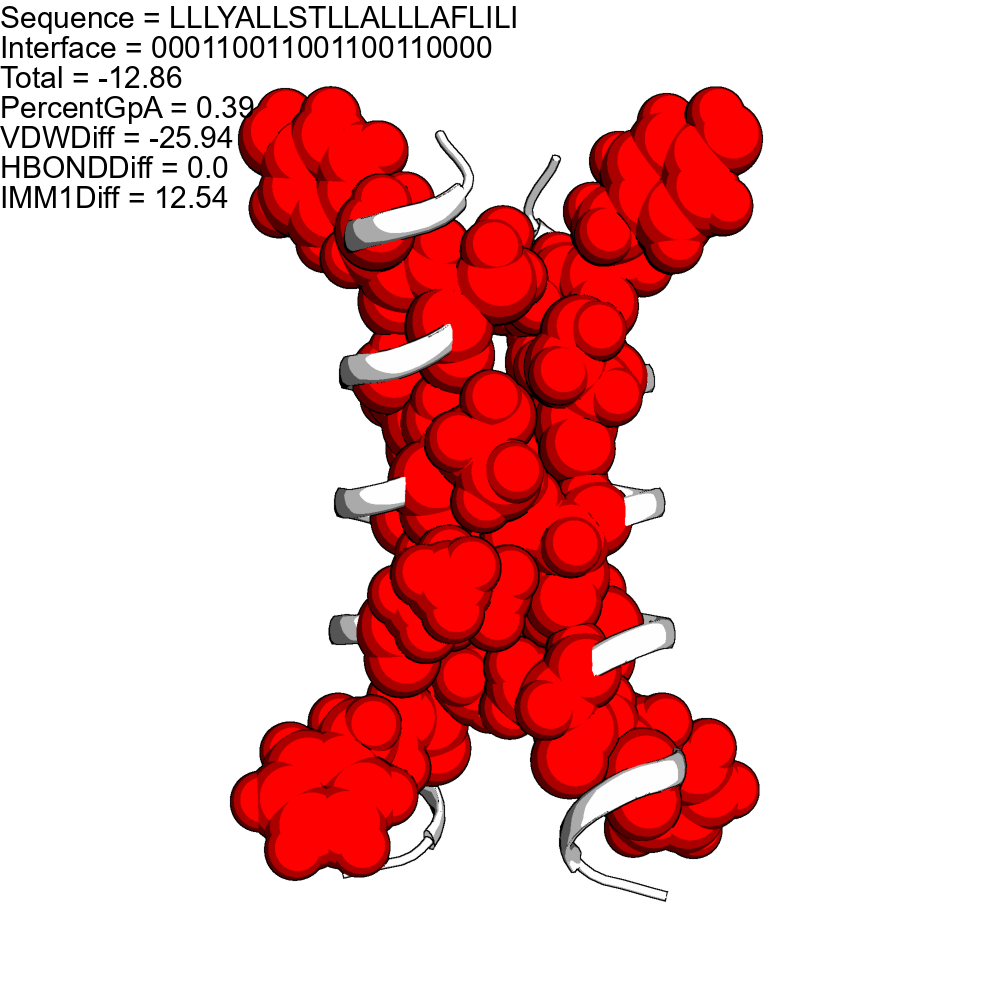 Sequence = LLLYALLSTLLALLLAFLILI
Interface = 000110011001100110000
Total = -12.86
PercentGpA = 0.39
VDWDiff = -25.94
HBONDDiff = 0.0
IMM1Diff = 12.54